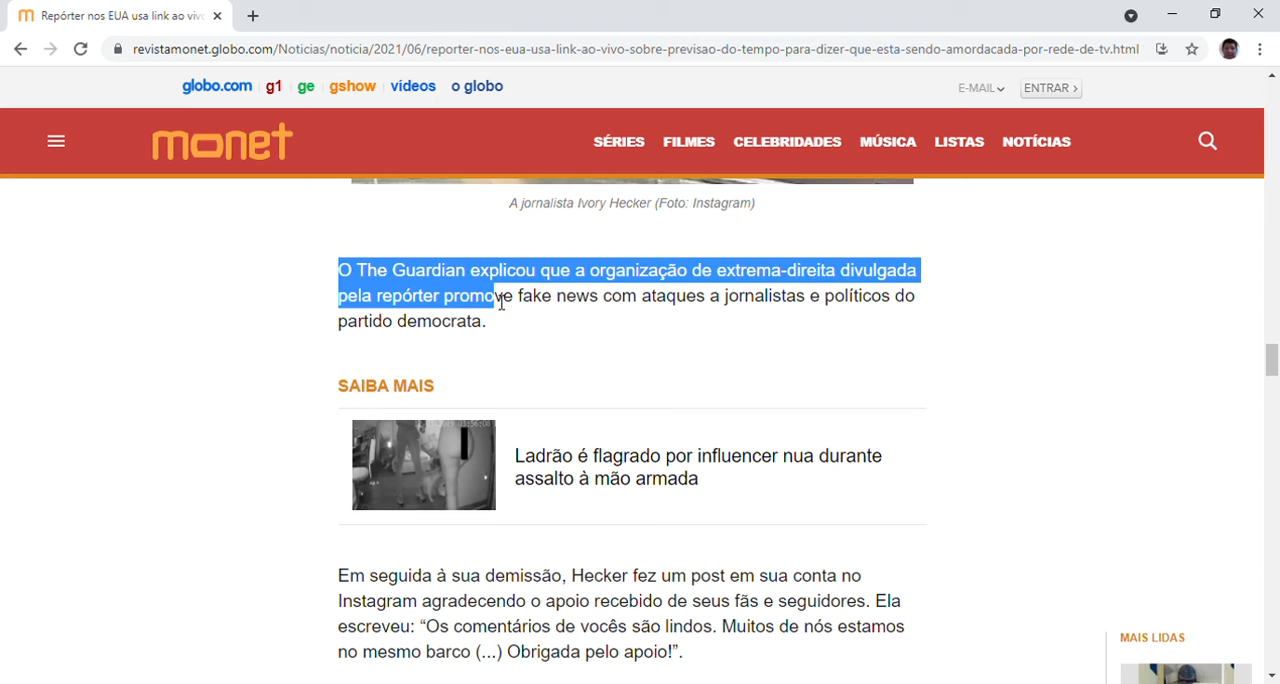 Repórter nos EUA usa link ao viv
revistamonet.globo.com/Noticias/noticia/2021/06/reporter-nos-eua-usa-link-ao-vivo-sobre-previsao-do-tempo-para-dizer-que-esta-sendo-amordacada-por-rede-de-tv.html
globo.com g1 ge gshow vídeos o globo E-MAIL ENTRAR ›
monet SÉRIES FILMES CELEBRIDADES MÚSICA LISTAS NOTÍCIAS
A jornalista Ivory Hecker (Foto: Instagram)
O The Guardian explicou que a organização de extrema-direita divulgada
pela repórter promove fake news com ataques a jornalistas e políticos do
partido democrata.
SAIBA MAIS
Ladrão é flagrado por influencer nua durante
assalto à mão armada
Em seguida à sua demissão, Hecker fez um post em sua conta no
Instagram agradecendo o apoio recebido de seus fãs e seguidores. Ela
escreveu: “Os comentários de vocês são lindos. Muitos de nós estamos
no mesmo barco (...) Obrigada pelo apoio!”.
MAIS LIDAS